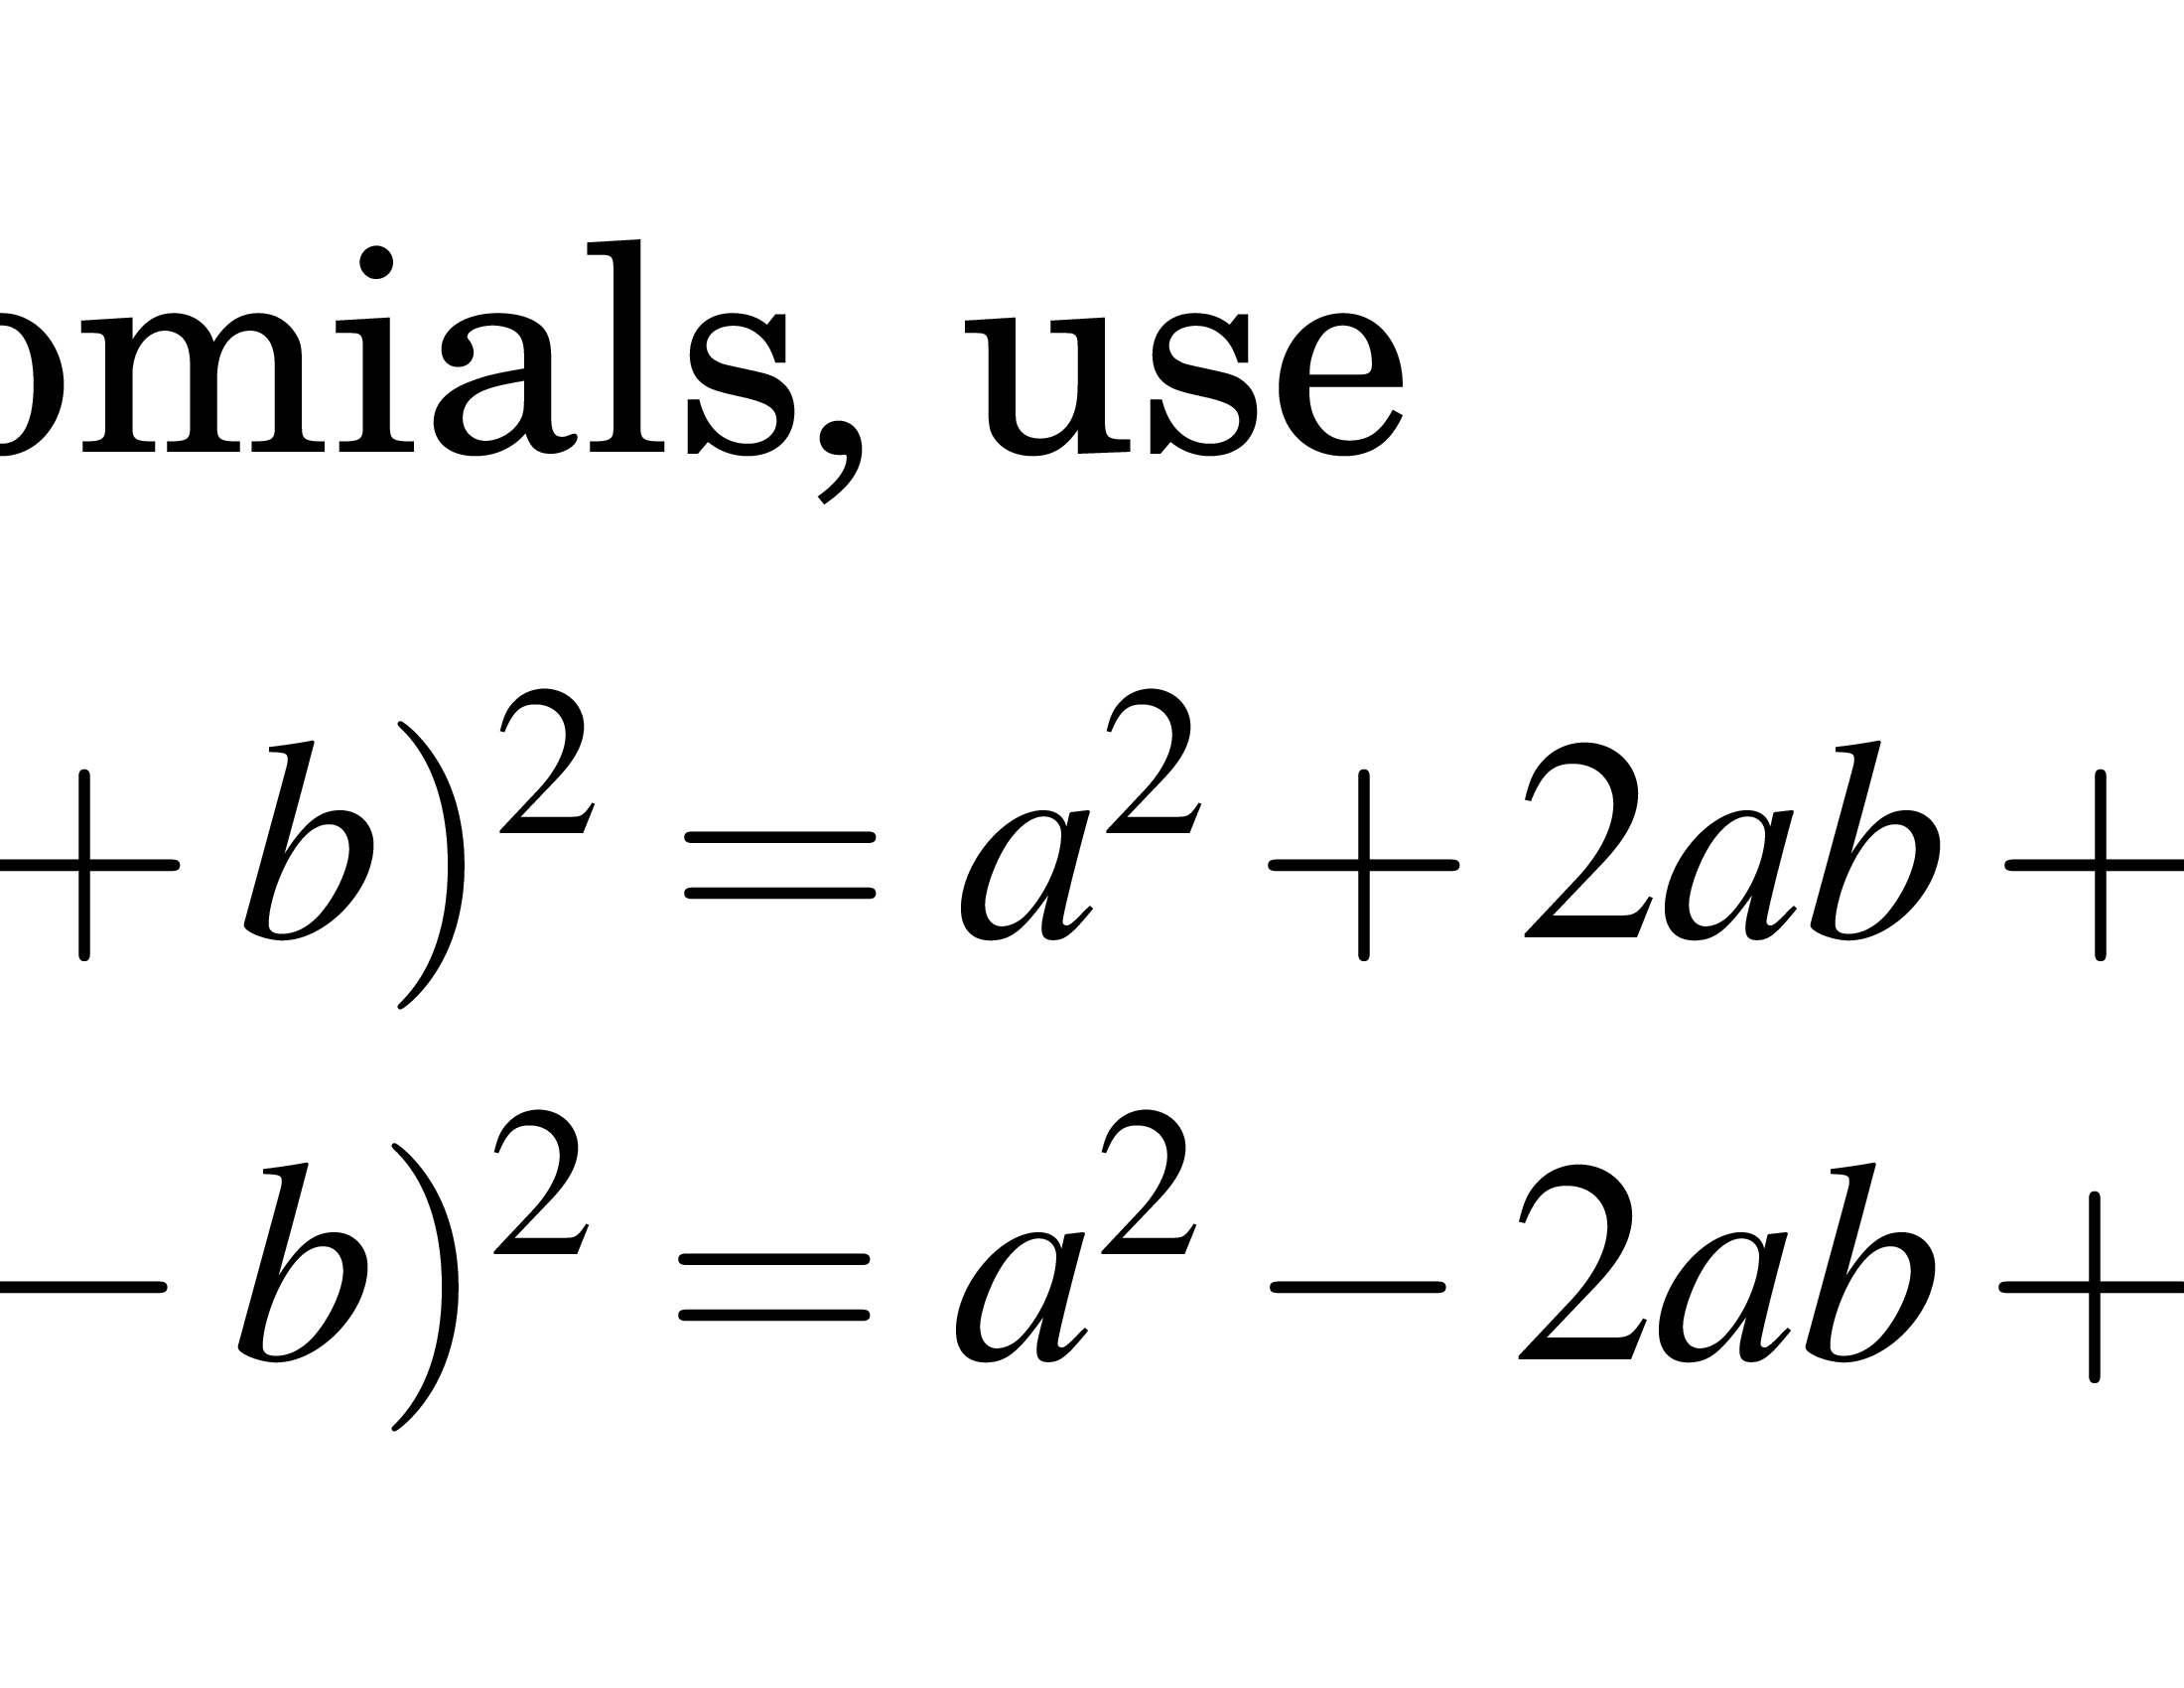 omials, use
+ b)² = a² + 2ab +
− b)² = a² − 2ab +